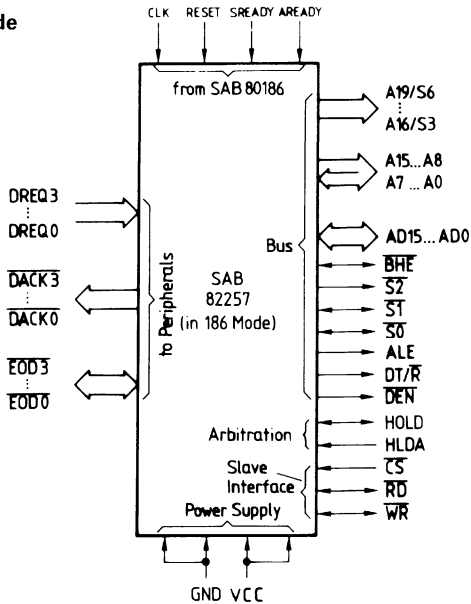 de
CLK RESET SREADY AREADY
from SAB 80186
A19/S6
A16/S3
A15...A8
A7...A0
DREQ3
DREQ0
Bus
AD15...AD0
BHE
DACK3
DACK0
to Peripherals
SAB
82257
(in 186 Mode)
S2
S1
S0
ALE
EOD3
EOD0
DT/R
DEN
Arbitration
HOLD
HLDA
Slave
Interface
CS
RD
WR
Power Supply
GND VCC